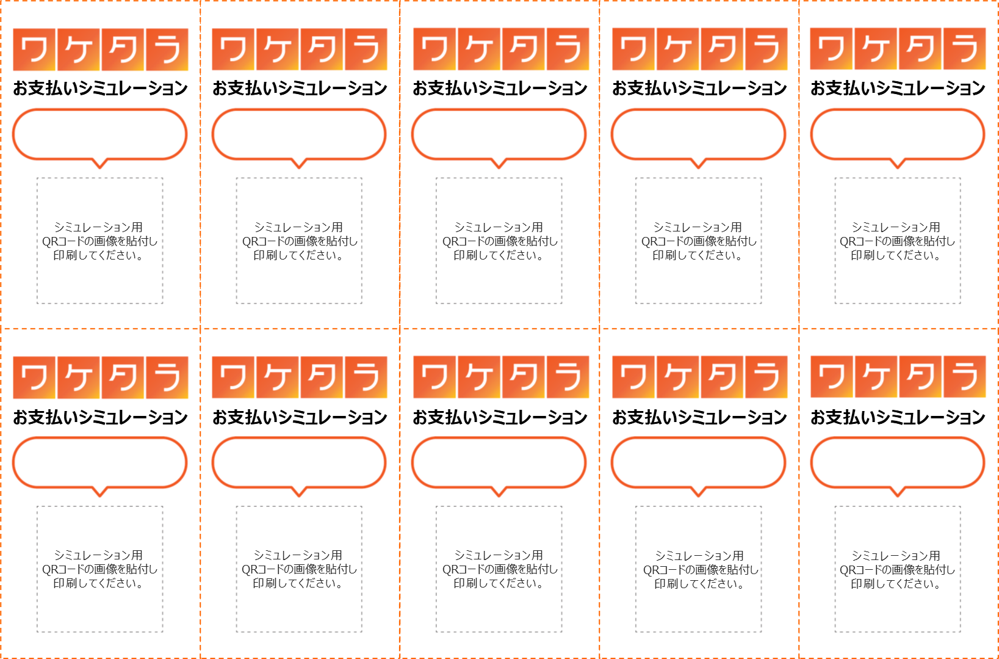 ワケタラ
お支払いシミュレーション
シミュレーション用
QRコードの画像を貼付し
印刷してください。
ワケタラ
お支払いシミュレーション
シミュレーション用
QRコードの画像を貼付し
印刷してください。
ワケタラ
お支払いシミュレーション
シミュレーション用
QRコードの画像を貼付し
印刷してください。
ワケタラ
お支払いシミュレーション
シミュレーション用
QRコードの画像を貼付し
印刷してください。
ワケタラ
お支払いシミュレーション
シミュレーション用
QRコードの画像を貼付し
印刷してください。
ワケタラ
お支払いシミュレーション
シミュレーション用
QRコードの画像を貼付し
印刷してください。
ワケタラ
お支払いシミュレーション
シミュレーション用
QRコードの画像を貼付し
印刷してください。
ワケタラ
お支払いシミュレーション
シミュレーション用
QRコードの画像を貼付し
印刷してください。
ワケタラ
お支払いシミュレーション
シミュレーション用
QRコードの画像を貼付し
印刷してください。
ワケタラ
お支払いシミュレーション
シミュレーション用
QRコードの画像を貼付し
印刷してください。